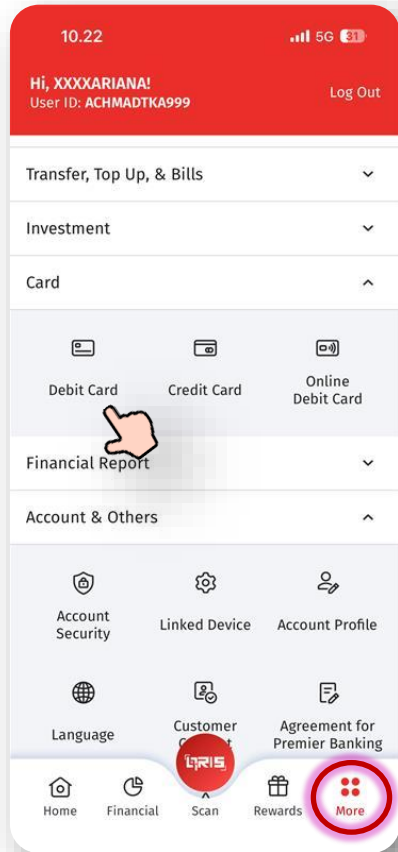 10.22 5G 31
Hi, XXXXARIANA!
User ID: ACHMADTKA999
Log Out
Transfer, Top Up, & Bills
Investment
Card
Debit Card
Credit Card
Online
Debit Card
Financial Report
Account & Others
Account
Security
Linked Device
Account Profile
Language
Customer
Agreement for
Premier Banking
QRIS
Home
Financial
Scan
Rewards
More